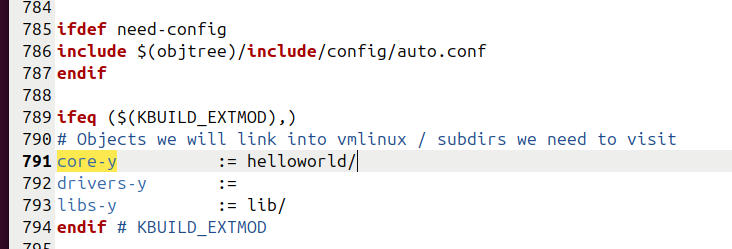 784
785 ifdef need-config
786 include $(objtree)/include/config/auto.conf
787 endif
788
789 ifeq ($(KBUILD_EXTMOD),)
790 # Objects we will link into vmlinux / subdirs we need to visit
791 core-y := helloworld/
792 drivers-y :=
793 libs-y := lib/
794 endif # KBUILD_EXTMOD
795